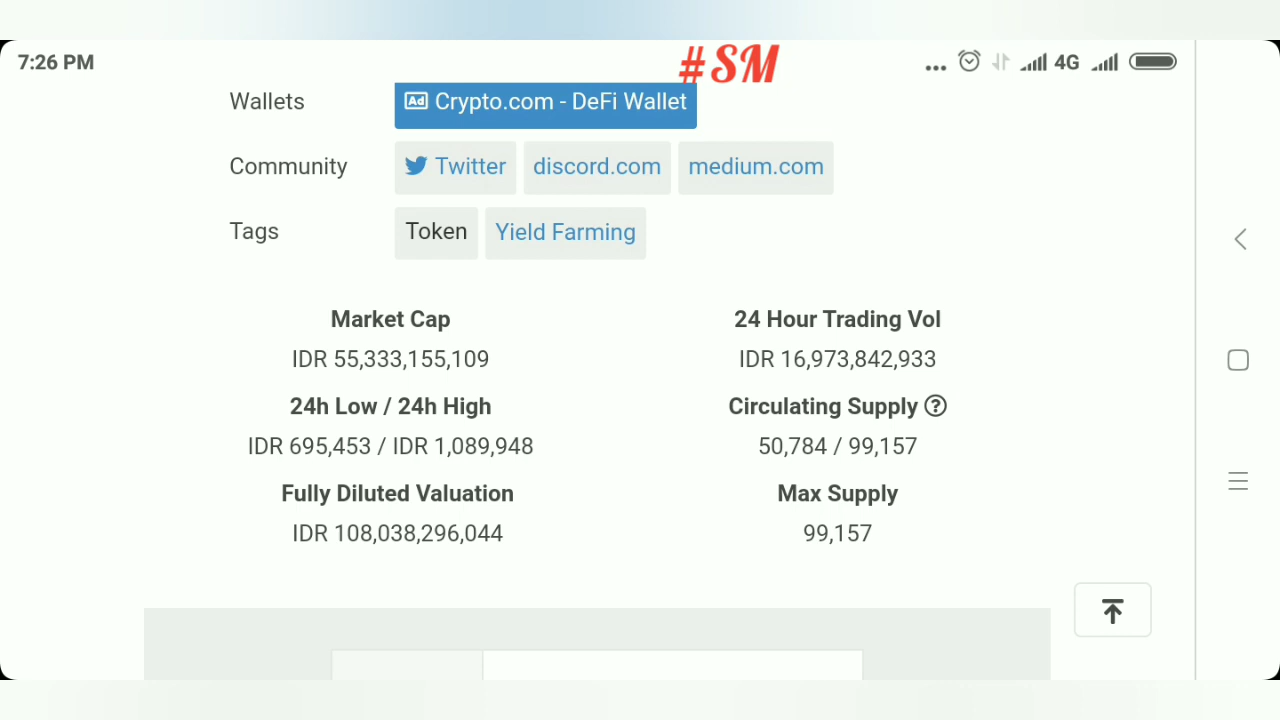 7:26 PM
#SM
... 4G
Wallets
Ad Crypto.com - DeFi Wallet
Community
Twitter discord.com medium.com
Tags
Token Yield Farming
Market Cap 24 Hour Trading Vol
IDR 55,333,155,109 IDR 16,973,842,933
24h Low / 24h High Circulating Supply ?
IDR 695,453 / IDR 1,089,948 50,784 / 99,157
Fully Diluted Valuation Max Supply
IDR 108,038,296,044 99,157